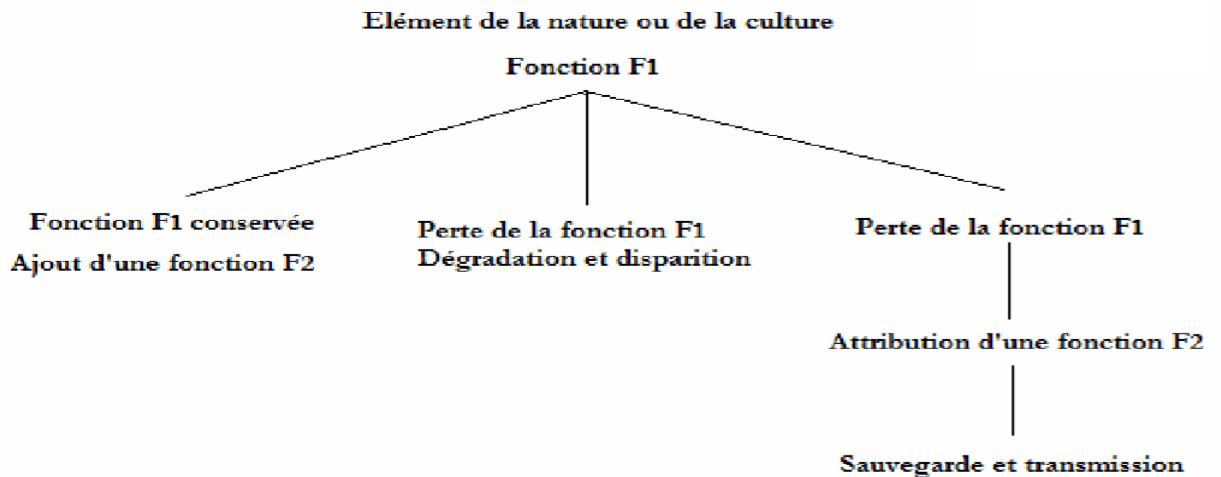 Elément de la nature ou de la culture
Fonction F1
Fonction F1 conservée
Ajout d'une fonction F2
Perte de la fonction F1
Dégradation et disparition
Perte de la fonction F1
Attribution d'une fonction F2
Sauvegarde et transmission